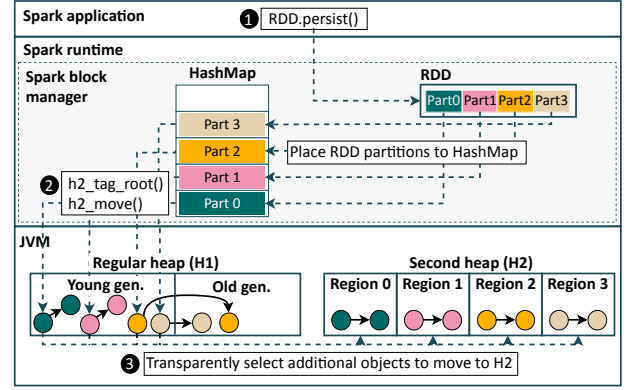 Spark application
1 RDD.persist()
Spark runtime
Spark block
manager
HashMap
RDD
Part0 Part1 Part2 Part3
Part 3
Part 2
Place RDD partitions to HashMap
2 h2_tag_root()
h2_move()
Part 1
Part 0
JVM
Regular heap (H1)
Second heap (H2)
Young gen.
Old gen.
Region 0 Region 1 Region 2 Region 3
3 Transparently select additional objects to move to H2